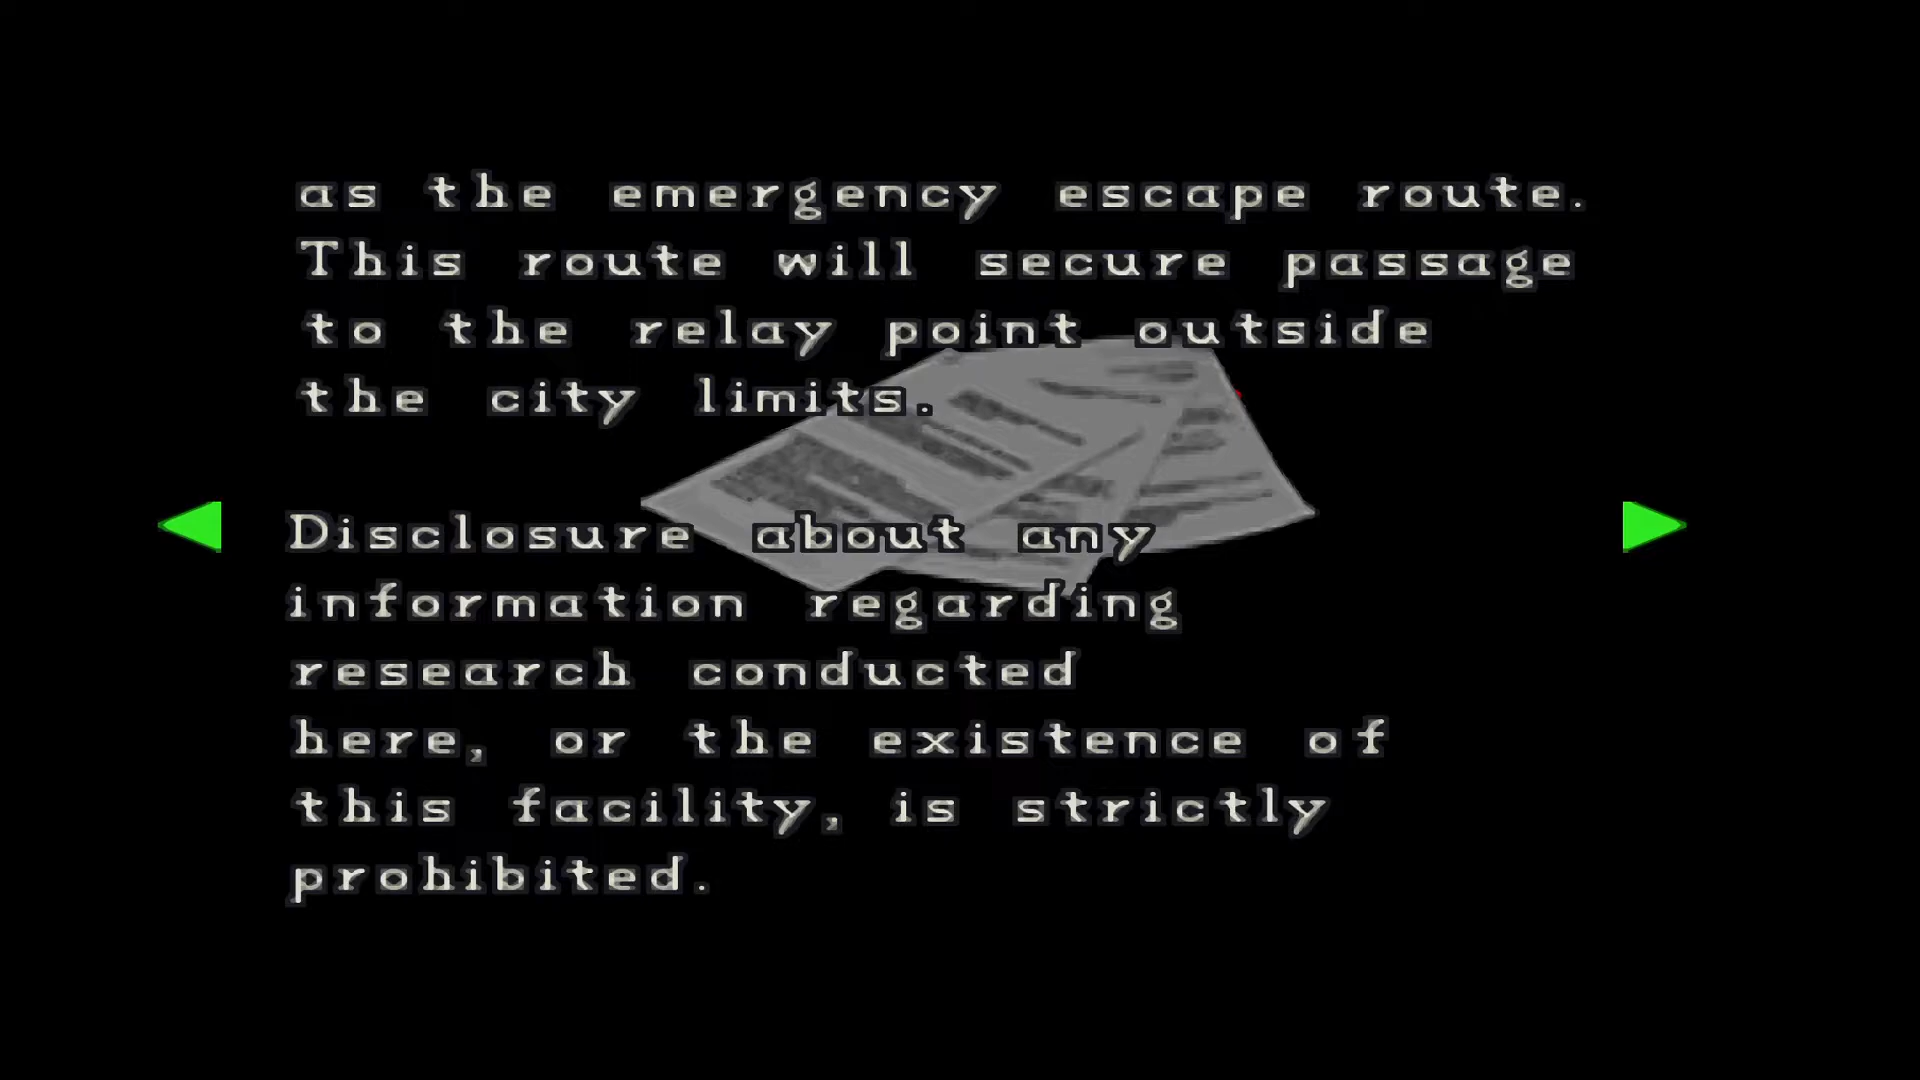 as the emergency escape route.
This route will secure passage
to the relay point outside
the city limits.
Disclosure about any
information regarding
research conducted
here, or the existence of
this facility, is strictly
prohibited.